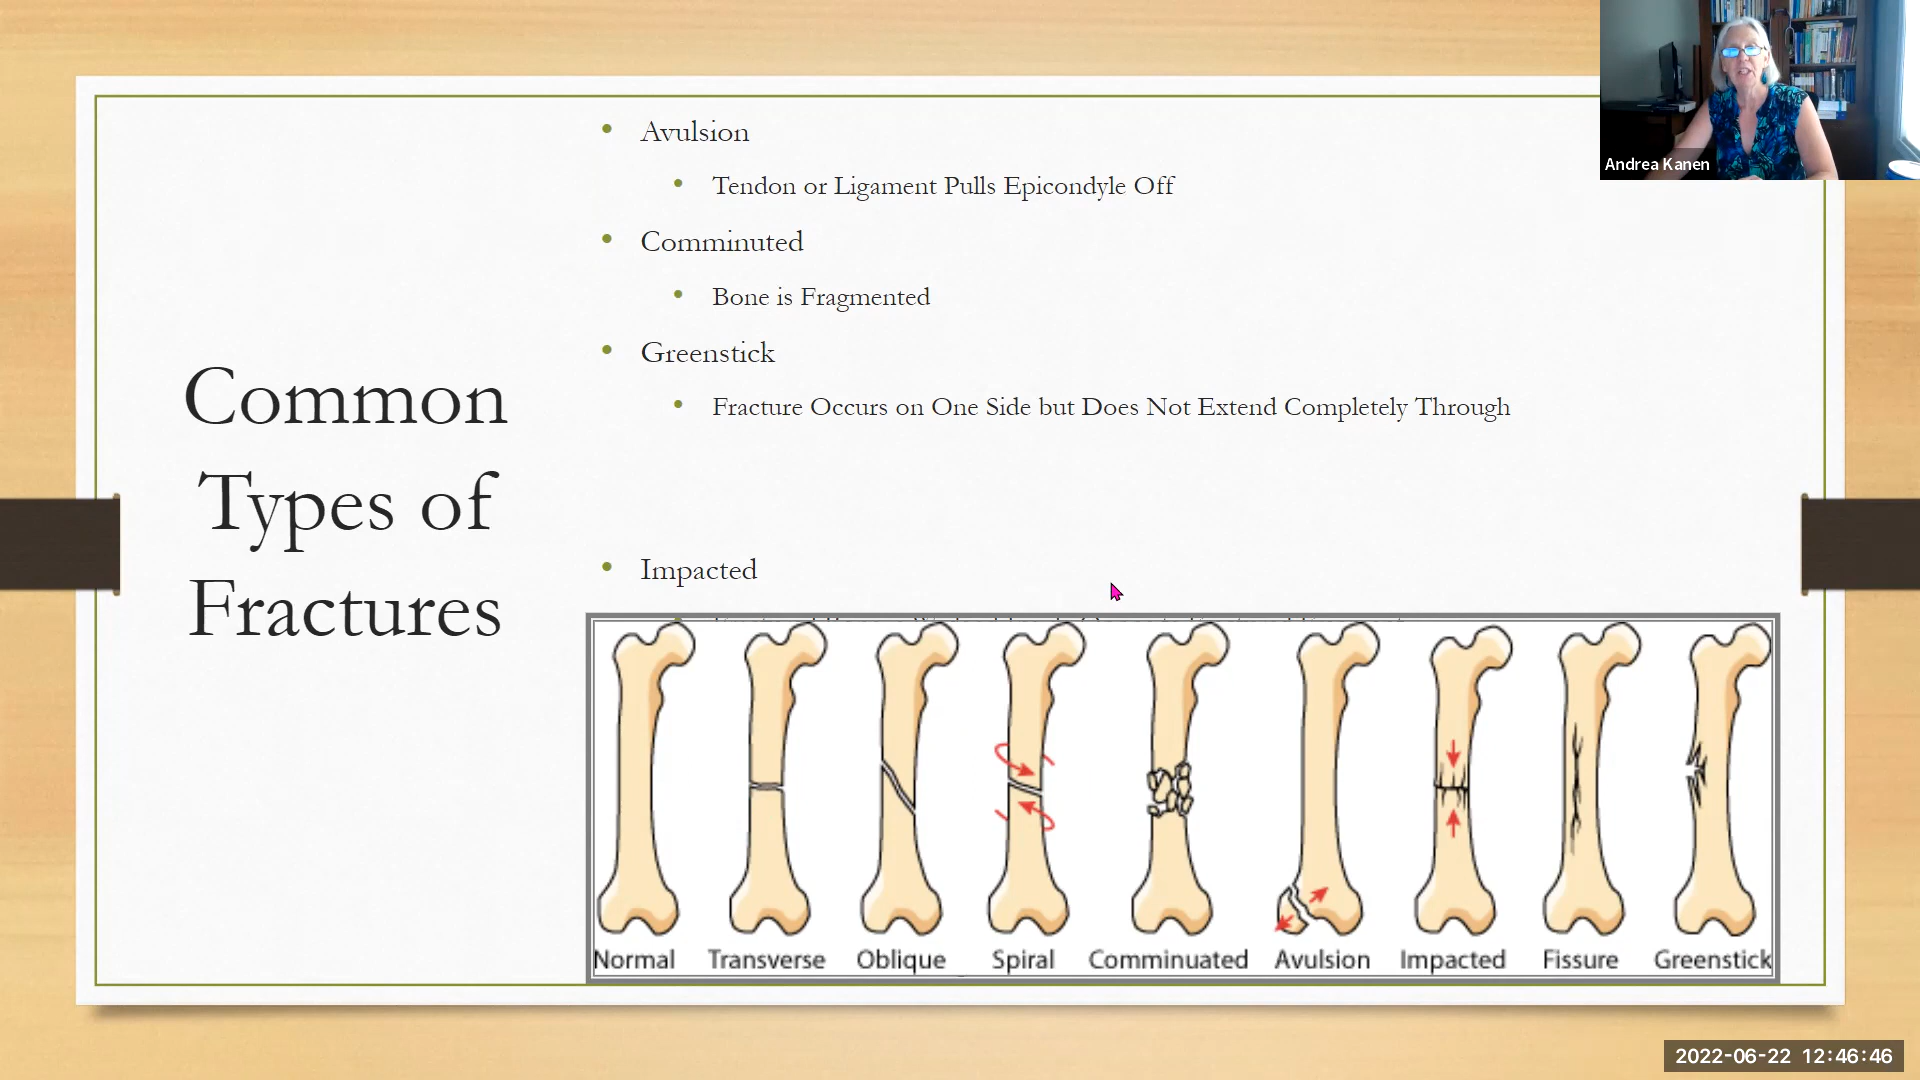 Common
Types of
Fractures
Avulsion
Tendon or Ligament Pulls Epicondyle Off
Comminuted
Bone is Fragmented
Greenstick
Fracture Occurs on One Side but Does Not Extend Completely Through
Impacted
Normal
Transverse
Oblique
Spiral
Comminuated
Avulsion
Impacted
Fissure
Greenstick
Andrea Kanen
2022-06-22 12:46:46